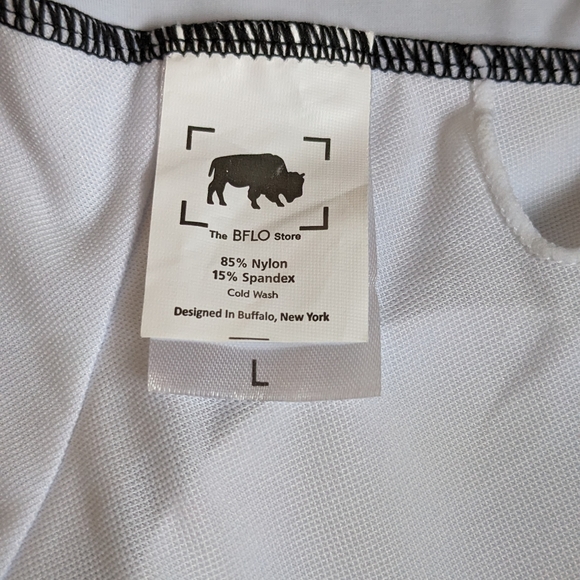 The BFLO Store
85% Nylon
15% Spandex
Cold Wash
Designed In Buffalo, New York
L